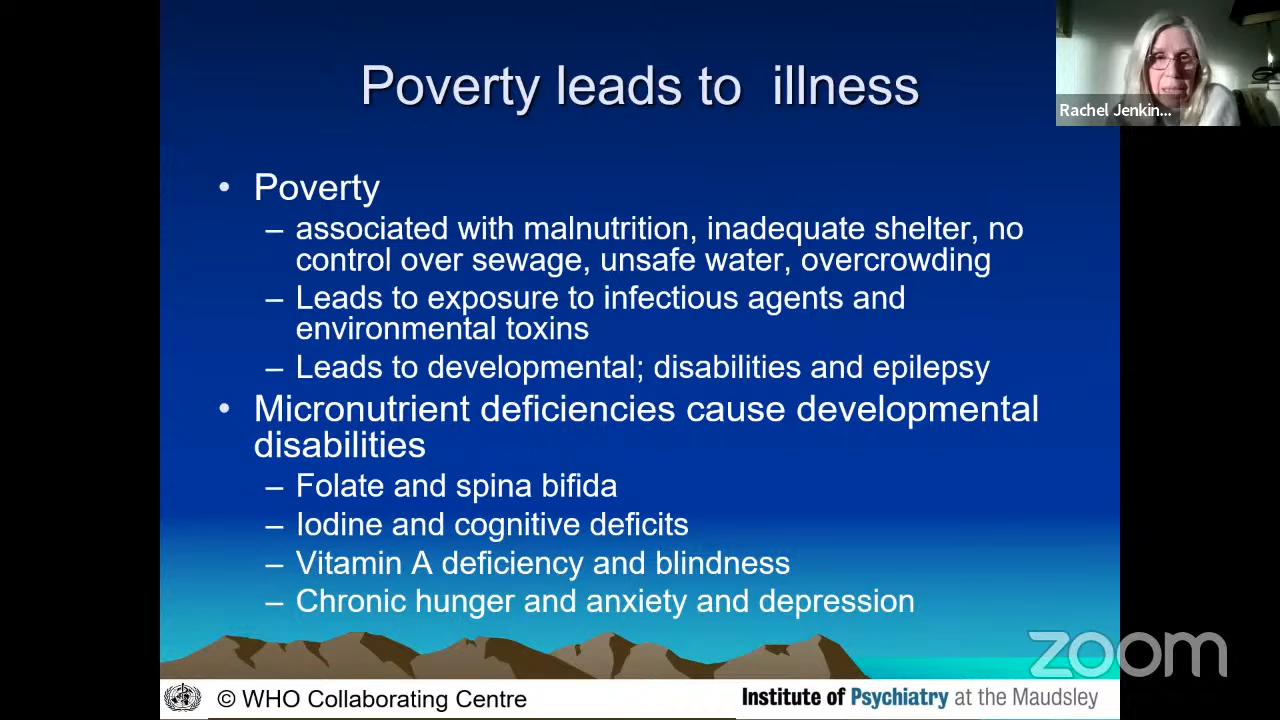 Poverty leads to illness
Rachel Jenkin...
• Poverty
– associated with malnutrition, inadequate shelter, no
control over sewage, unsafe water, overcrowding
– Leads to exposure to infectious agents and
environmental toxins
– Leads to developmental; disabilities and epilepsy
• Micronutrient deficiencies cause developmental
disabilities
– Folate and spina bifida
– Iodine and cognitive deficits
– Vitamin A deficiency and blindness
– Chronic hunger and anxiety and depression
zoom
© WHO Collaborating Centre
Institute of Psychiatry at the Maudsley